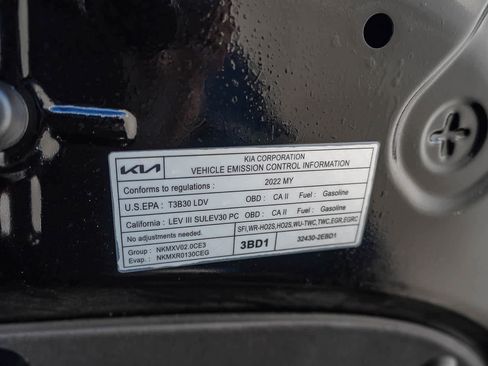 KIA
KIA CORPORATION
VEHICLE EMISSION CONTROL INFORMATION
Conforms to regulations : 2022 MY
U.S.EPA : T3B30 LDV OBD : CA II Fuel : Gasoline
California : LEV III SULEV30 PC OBD : CA II Fuel : Gasoline
No adjustments needed. SFI,WR-HO2S,HO2S,WU-TWC,TWC,EGR,EGRC
Group : NKMXV02.0CE3
Evap. : NKMXR0130CEG
3BD1 32430-2EBD1